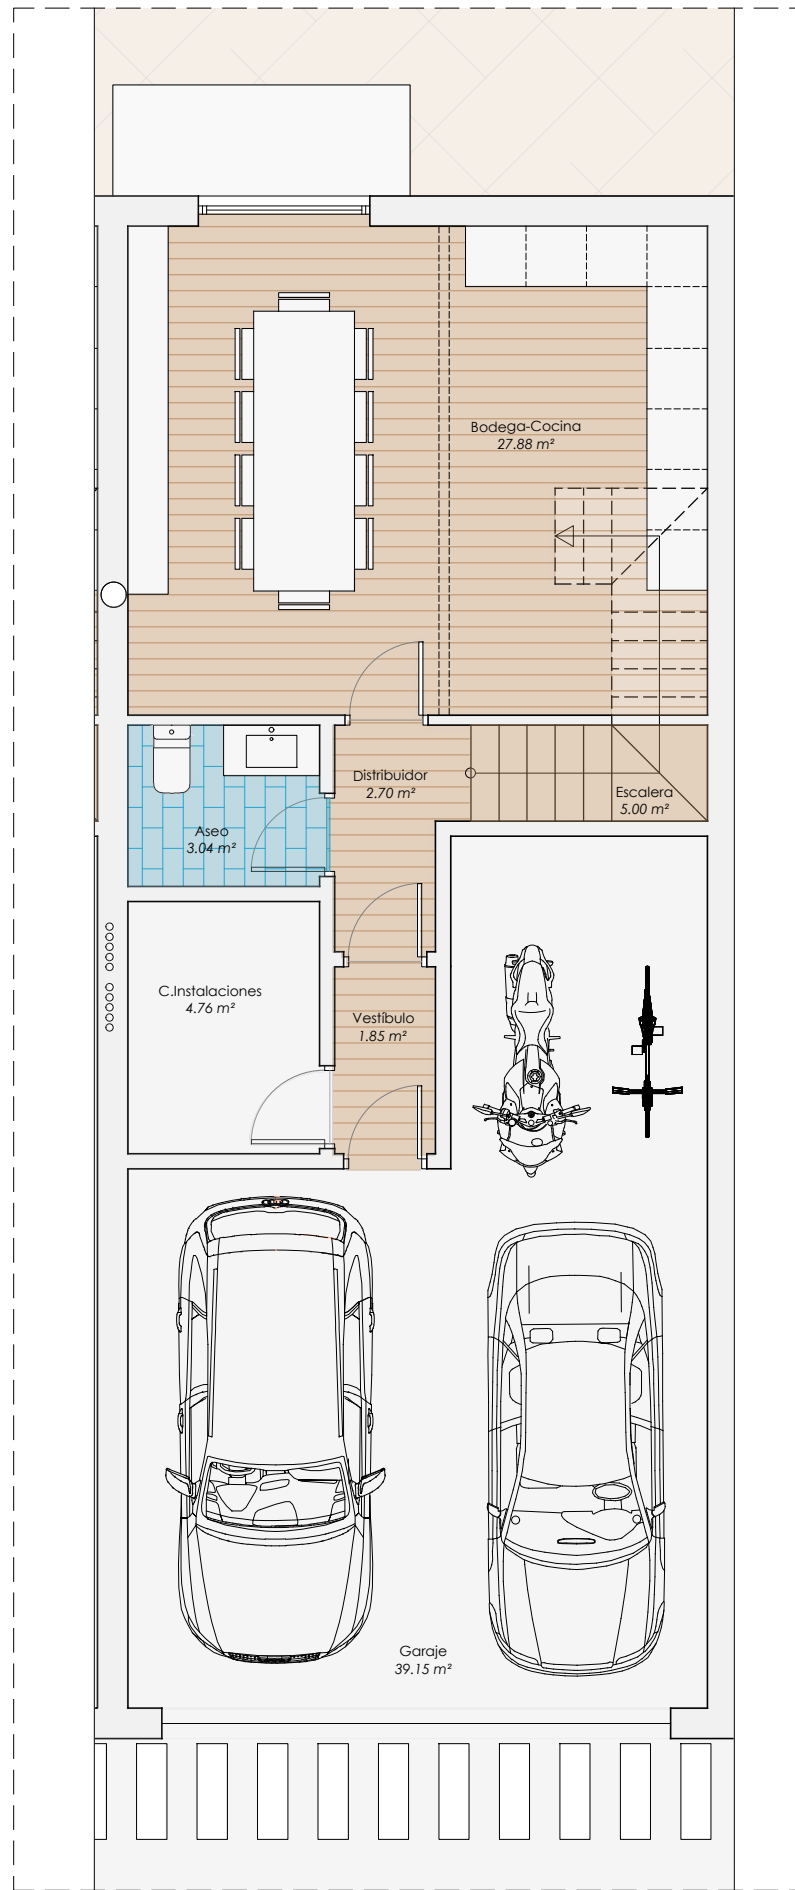 Bodega-Cocina
27.88 m²
Distribuidor
2.70 m²
Escalera
5.00 m²
Aseo
3.04 m²
C.Instalaciones
4.76 m²
Vestíbulo
1.85 m²
Garaje
39.15 m²